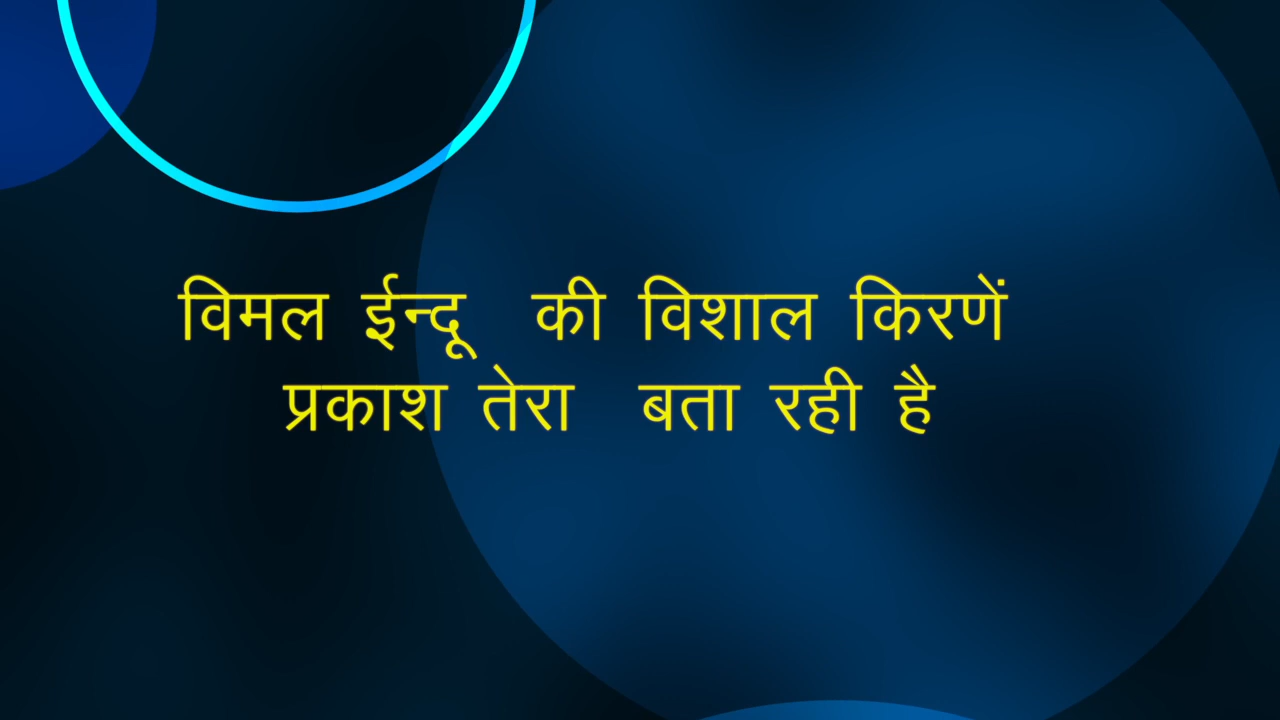 विमल ईन्दू की विशाल किरणें
प्रकाश तेरा बता रही है